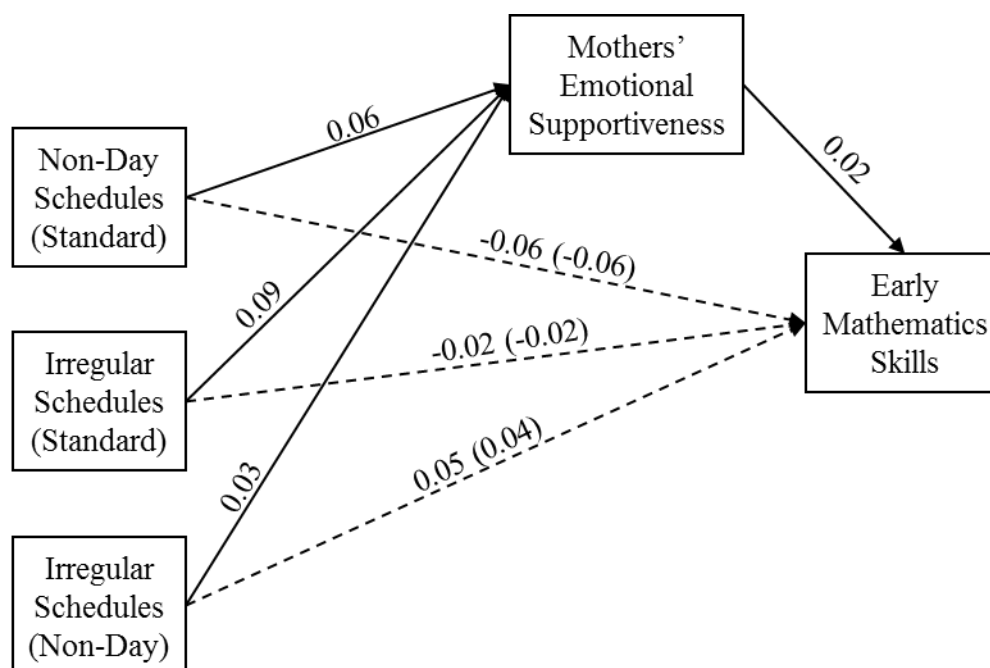 Mothers’
Emotional
Supportiveness
0.06
Non-Day
Schedules
(Standard)
0.02
-0.06 (-0.06)
Early
Mathematics
Skills
0.09
-0.02 (-0.02)
Irregular
Schedules
(Standard)
0.05 (0.04)
0.03
Irregular
Schedules
(Non-Day)